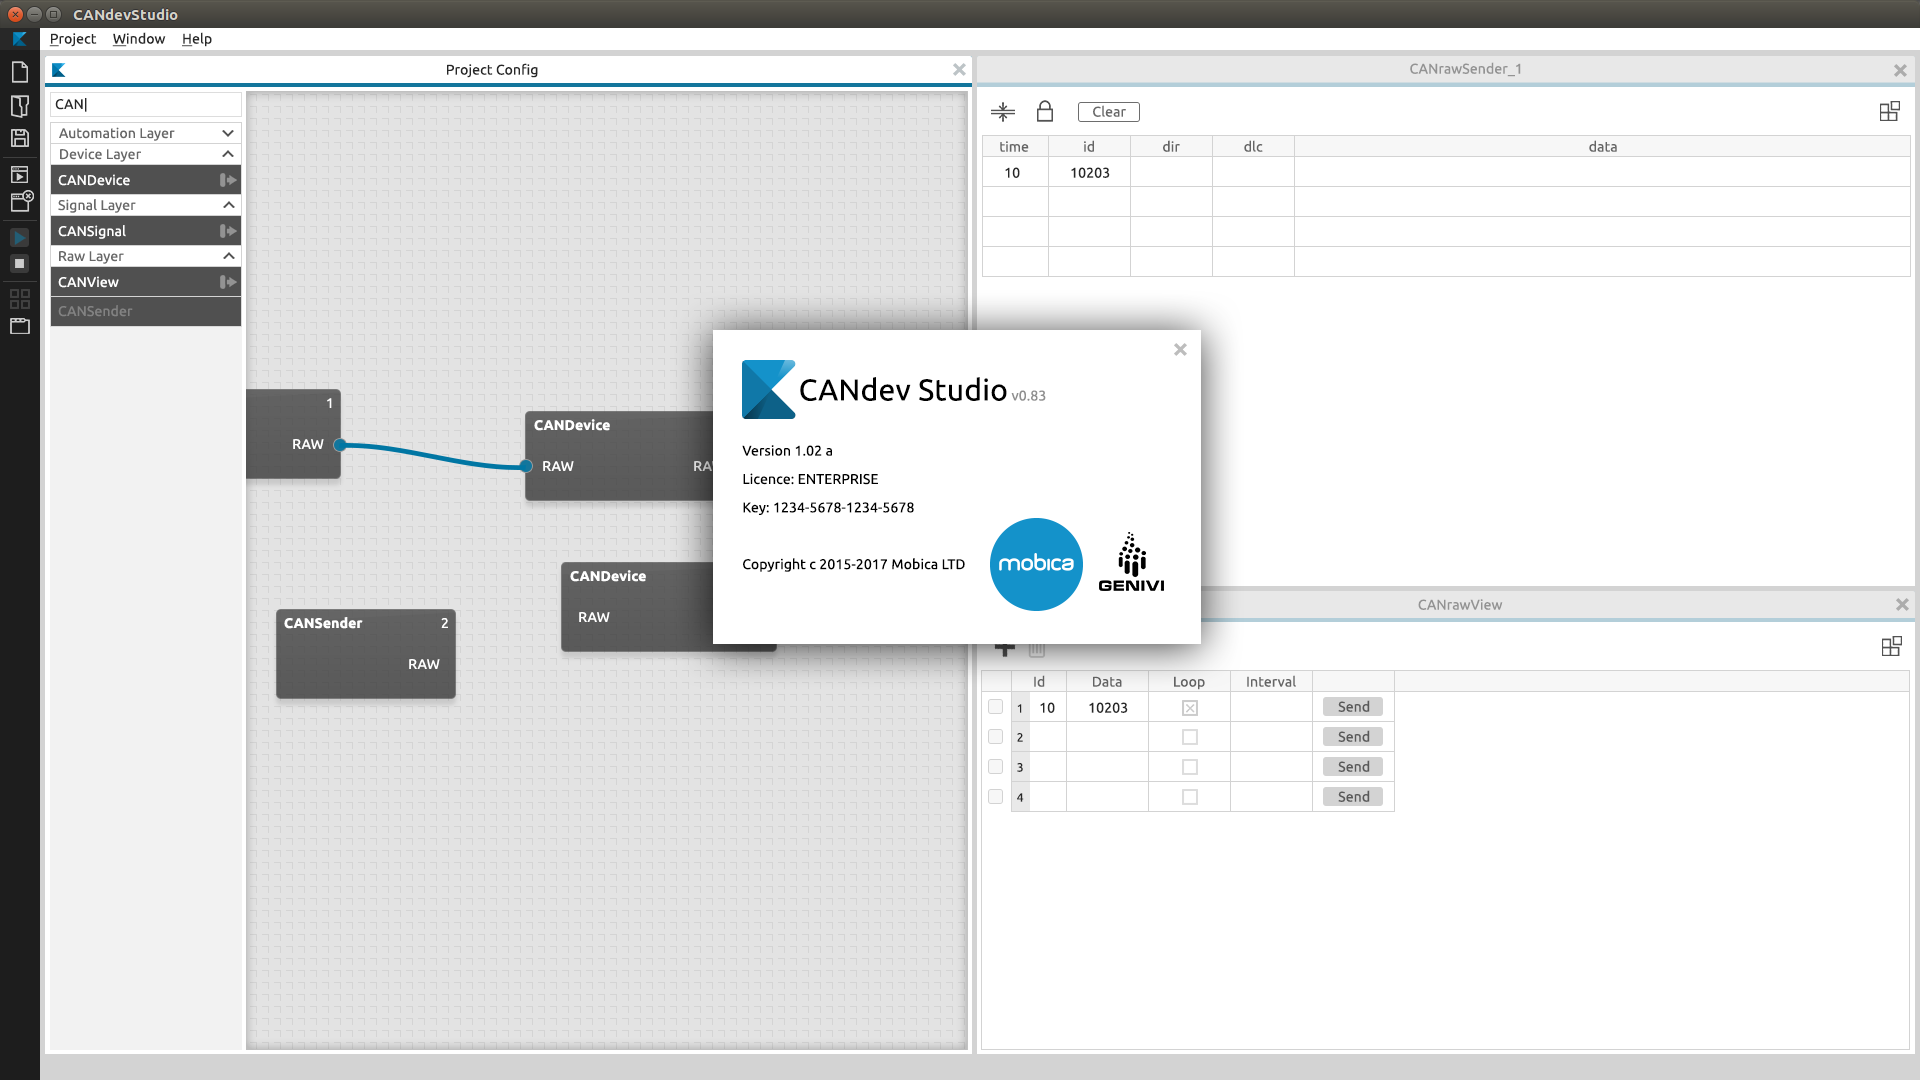 CANdevStudio
Project Window Help
Project Config
CAN
Automation Layer
Device Layer
CANDevice
Signal Layer
CANSignal
Raw Layer
CANView
CANSender
1
RAW
CANDevice
RAW RA
CANDevice
RAW
CANSender 2
RAW
CANrawSender_1
Clear
time id dir dlc data
10 10203
CANdev Studio v0.83
Version 1.02 a
Licence: ENTERPRISE
Key: 1234-5678-1234-5678
Copyright c 2015-2017 Mobica LTD
mobica
GENIVI
CANrawView
Id Data Loop Interval
1 10 10203 Send
2 Send
3 Send
4 Send